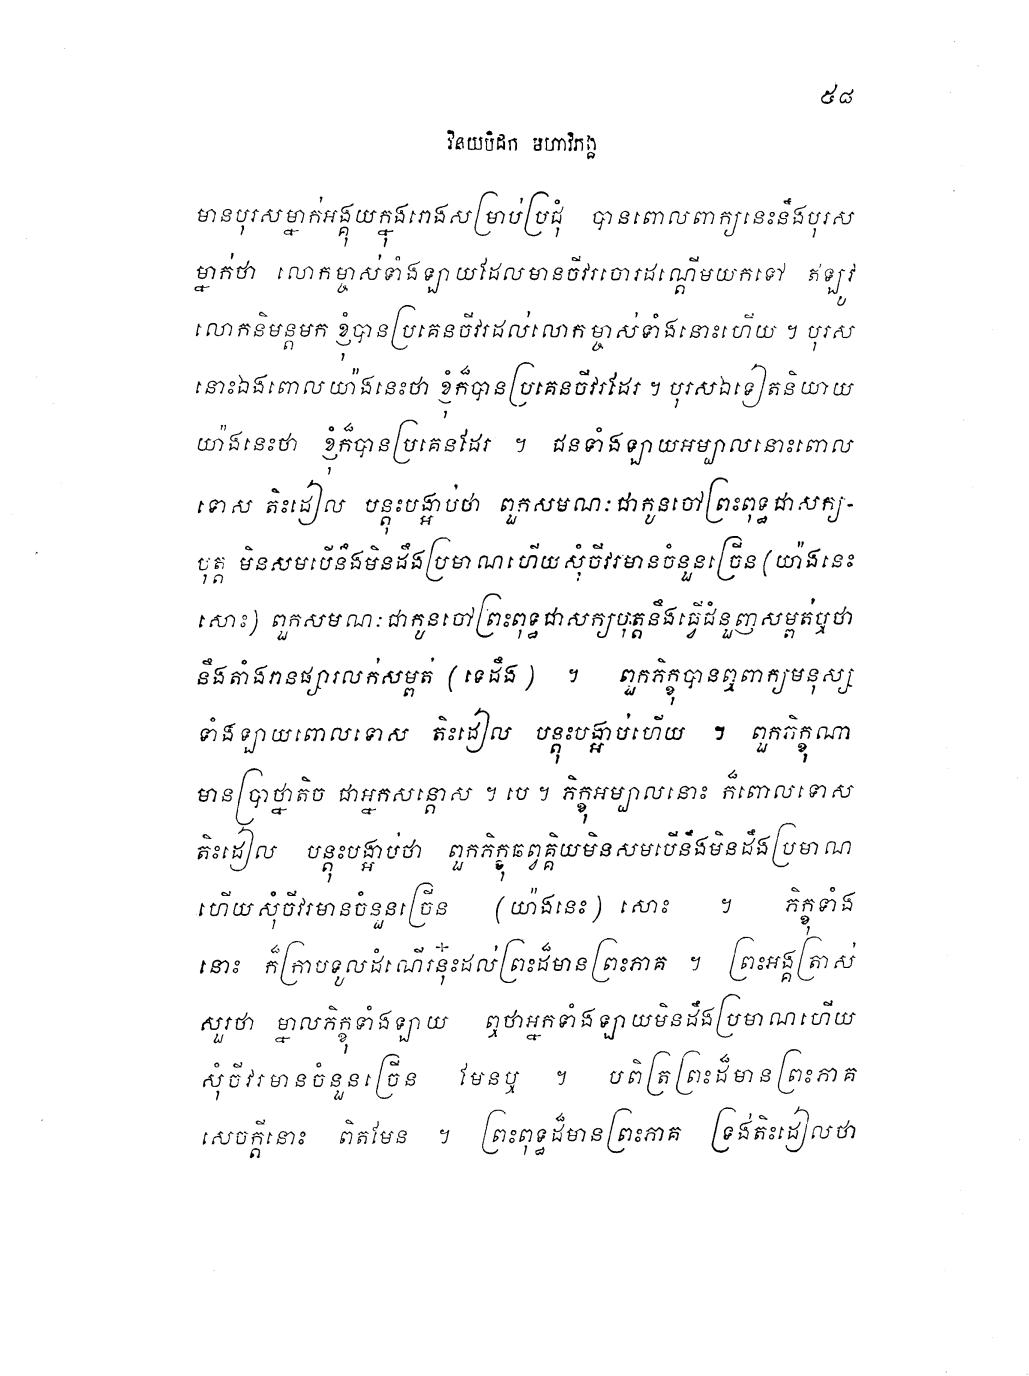 ៥៨
វិនយបិដក មហាវិភង្គ
មានបុរសម្នាក់អង្គុយក្នុងរោងសម្រាប់ប្រជុំ បានពោលពាក្យនេះនឹងបុរស
ម្នាក់ថា លោកម្ចាស់ទាំងឡាយដែលមានចីវរចោរដណ្តើមយកទៅ ឥឡូវ
លោកនិមន្តមក ខ្ញុំបានប្រគេនចីវរដល់លោកម្ចាស់ទាំងនោះហើយ ។ បុរស
នោះឯងពោលយ៉ាងនេះថា ខ្ញុំក៏បានប្រគេនចីវរដែរ ។ បុរសឯទៀតនិយាយ
យ៉ាងនេះថា ខ្ញុំក៏បានប្រគេនដែរ ។ ជនទាំងឡាយអម្បាលនោះពោល
ទោស តិះដៀល បន្តុះបង្អាប់ថា ពួកសមណៈជាកូនចៅព្រះពុទ្ធជាសក្យ-
បុត្ត មិនសមបើនឹងមិនដឹងប្រមាណហើយសុំចីវរមានចំនួនច្រើន (យ៉ាងនេះ
សោះ) ពួកសមណៈជាកូនចៅព្រះពុទ្ធជាសក្យបុត្តនឹងធ្វើជំនួញសម្ពត់ឬថា
នឹងតាំងរានផ្សារលក់សម្ពត់ (ទេដឹង) ។ ពួកភិក្ខុបានឮពាក្យមនុស្ស
ទាំងឡាយពោលទោស តិះដៀល បន្តុះបង្អាប់ហើយ ។ ពួកភិក្ខុណា
មានប្រាថ្នាតិច ជាអ្នកសន្តោស ។ បេ ។ ភិក្ខុអម្បាលនោះ ក៏ពោលទោស
តិះដៀល បន្តុះបង្អាប់ថា ពួកភិក្ខុឆព្វគ្គិយមិនសមបើនឹងមិនដឹងប្រមាណ
ហើយសុំចីវរមានចំនួនច្រើន (យ៉ាងនេះ) សោះ ។ ភិក្ខុទាំង
នោះ ក៏ក្រាបទូលដំណើរនុ៎ះដល់ព្រះដ៏មានព្រះភាគ ។ ព្រះអង្គត្រាស់
សួរថា ម្នាលភិក្ខុទាំងឡាយ ឮថាអ្នកទាំងឡាយមិនដឹងប្រមាណហើយ
សុំចីវរមានចំនួនច្រើន មែនឬ ។ បពិត្រព្រះដ៏មានព្រះភាគ
សេចក្តីនោះ ពិតមែន ។ ព្រះពុទ្ធដ៏មានព្រះភាគ ទ្រង់តិះដៀលថា